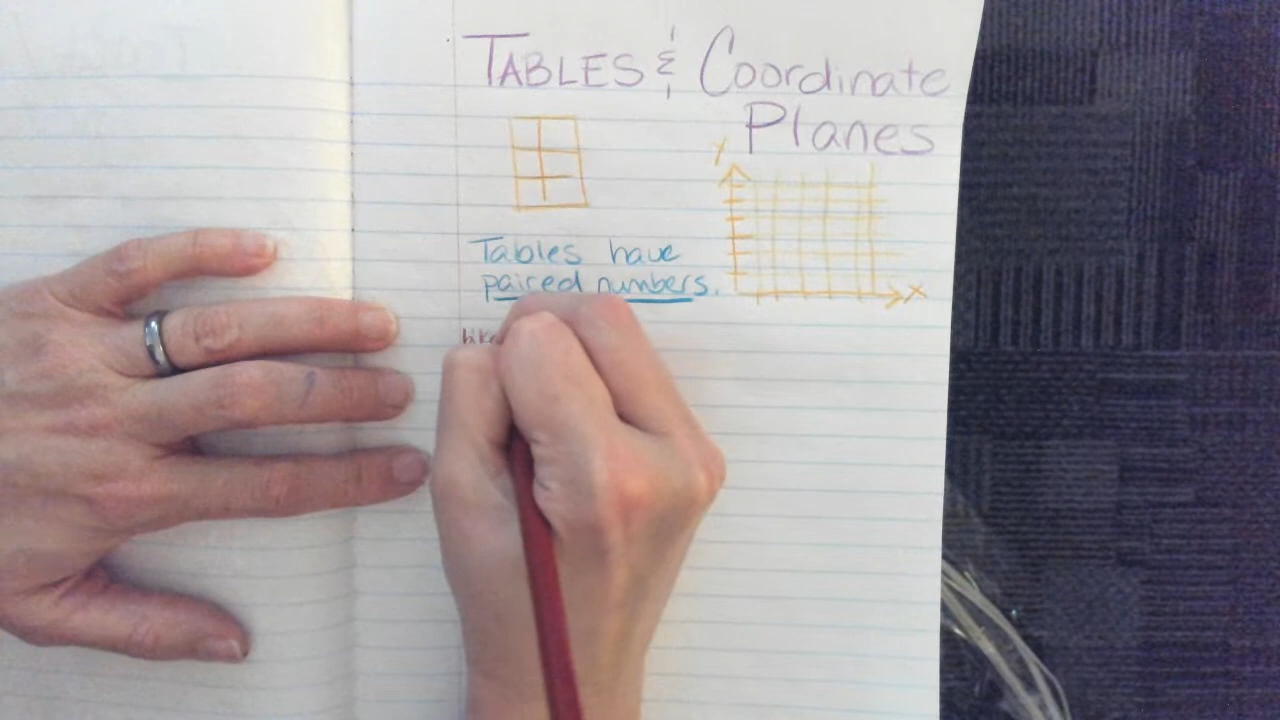 TABLES & Coordinate
Planes
Y
Tables have
paired numbers.
X